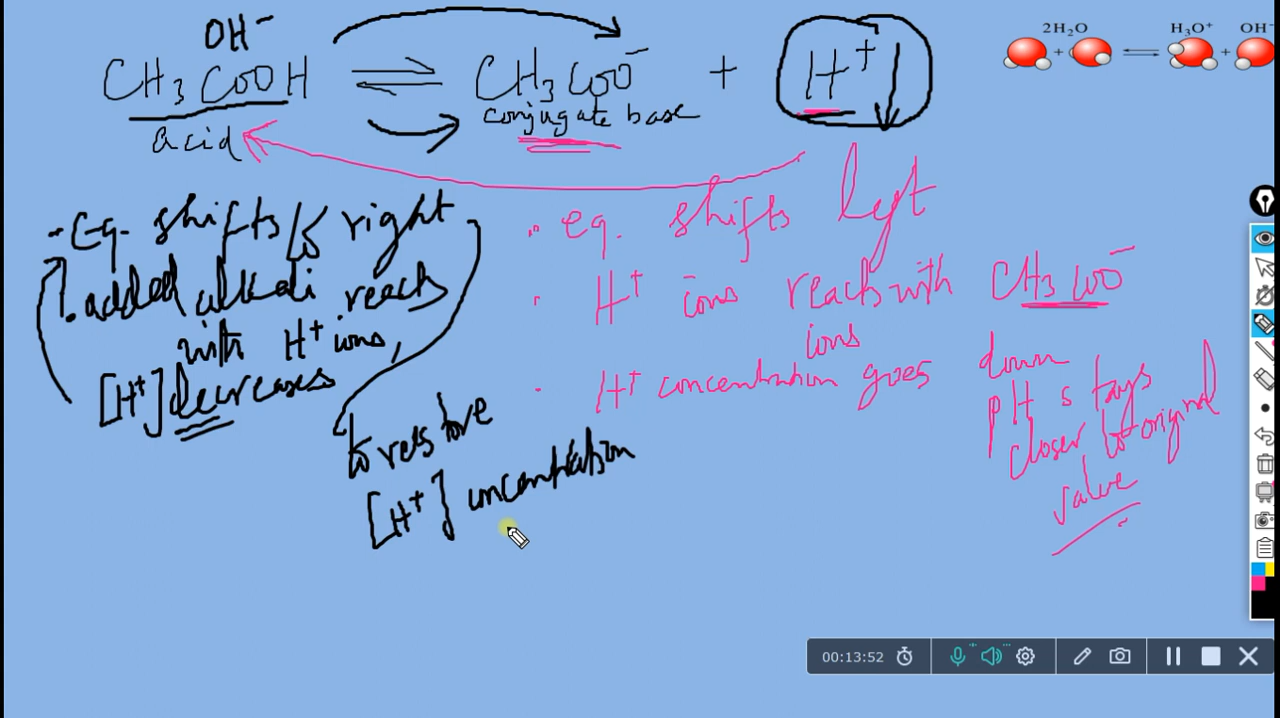 OH⁻
CH3COOH ⇌ CH3COO⁻ + H⁺
acid
conjugate base
2H₂O ⇌ H₃O⁺ + OH⁻
- Eq. shifts to right
. added alkali reacts
with H⁺ ions,
[H⁺] decreases
to restore
[H⁺] concentration
eq. shifts left
H⁺ ions reacts with CH3COO⁻
ions
H⁺ concentration goes down
pH stays
closer to original
value
00:13:52